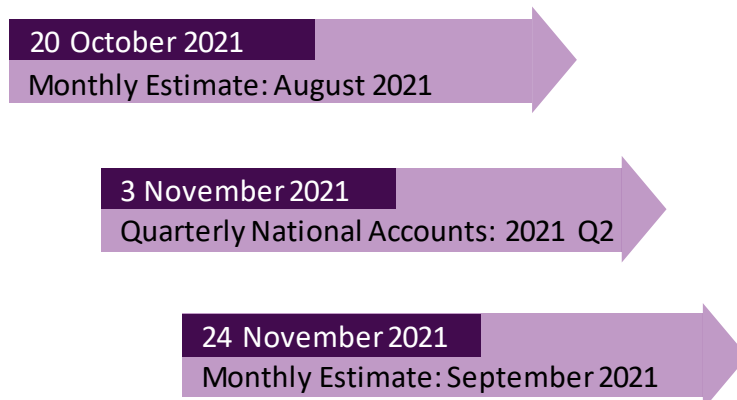 20 October 2021
Monthly Estimate: August 2021
3 November 2021
Quarterly National Accounts: 2021 Q2
24 November 2021
Monthly Estimate: September 2021